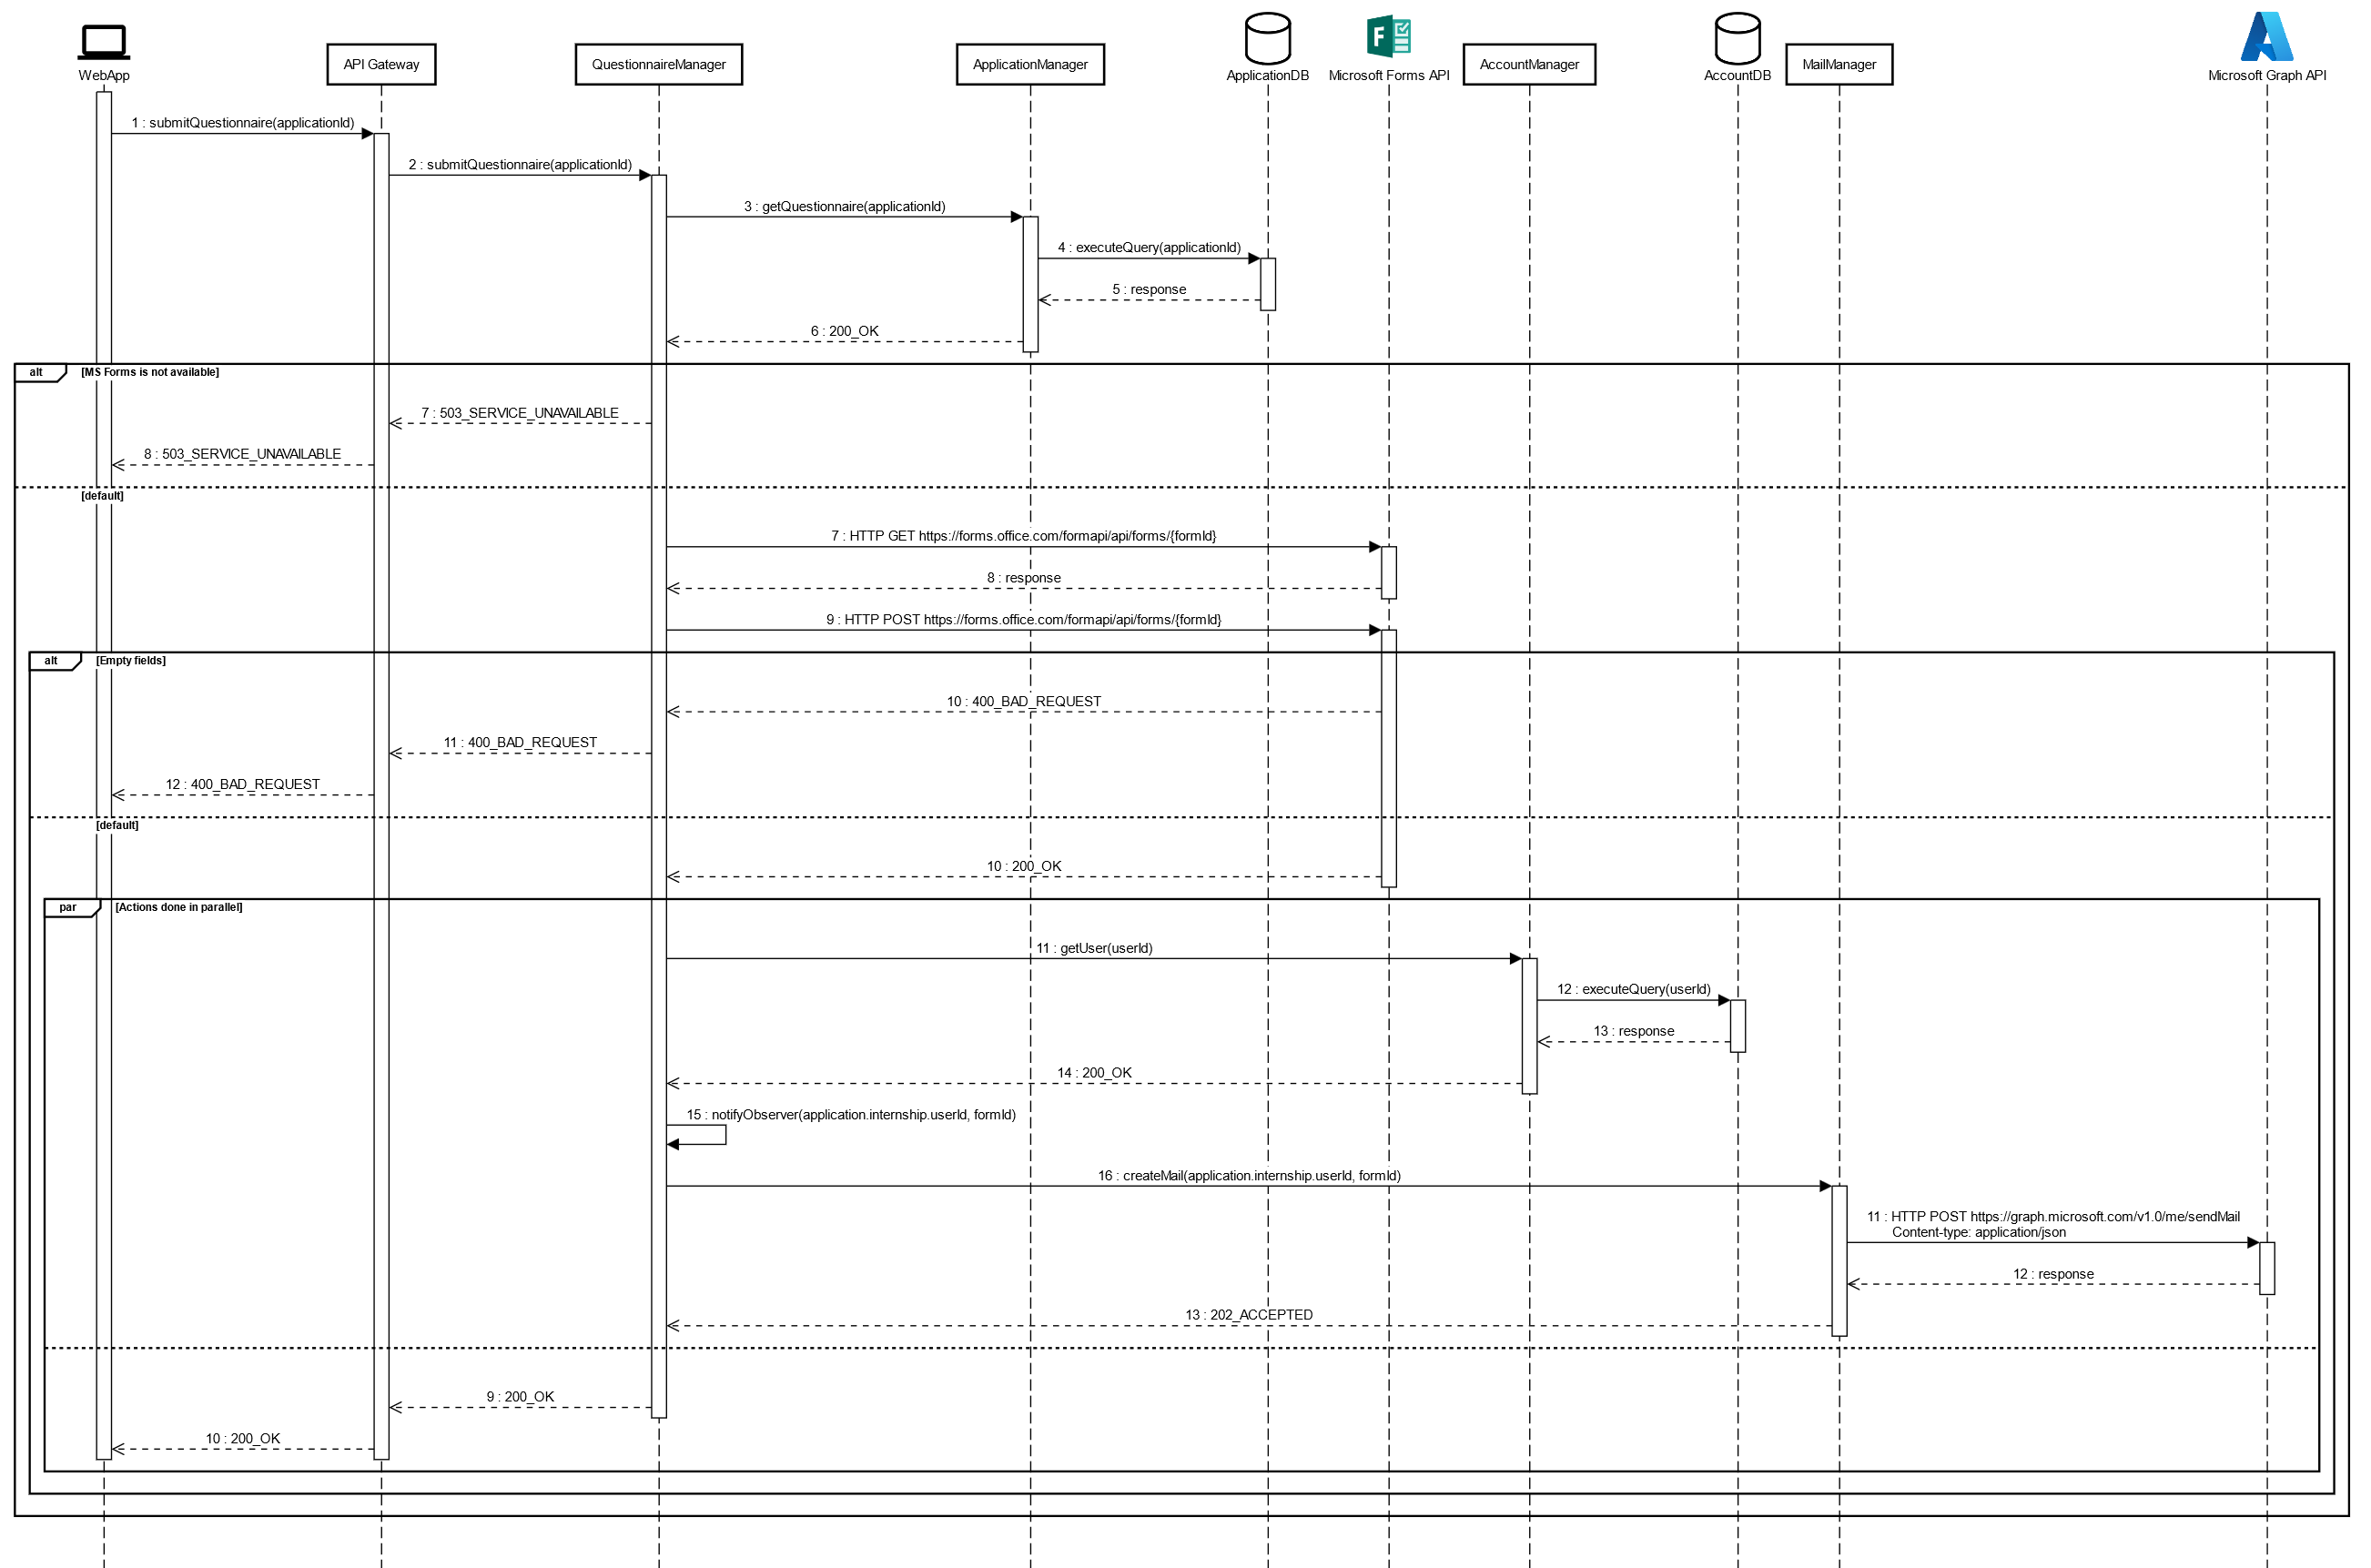 WebApp
API Gateway
QuestionnaireManager
ApplicationManager
ApplicationDB
F
Microsoft Forms API
AccountManager
AccountDB
MailManager
Microsoft Graph API
1 : submitQuestionnaire(applicationId)
2 : submitQuestionnaire(applicationId)
3 : getQuestionnaire(applicationId)
4 : executeQuery(applicationId)
5 : response
6 : 200_OK
alt
[MS Forms is not available]
7 : 503_SERVICE_UNAVAILABLE
8 : 503_SERVICE_UNAVAILABLE
[default]
7 : HTTP GET https://forms.office.com/formapi/api/forms/{formId}
8 : response
9 : HTTP POST https://forms.office.com/formapi/api/forms/{formId}
alt
[Empty fields]
10 : 400_BAD_REQUEST
11 : 400_BAD_REQUEST
12 : 400_BAD_REQUEST
[default]
10 : 200_OK
par
[Actions done in parallel]
11 : getUser(userId)
12 : executeQuery(userId)
13 : response
14 : 200_OK
15 : notifyObserver(application.internship.userId, formId)
16 : createMail(application.internship.userId, formId)
11 : HTTP POST https://graph.microsoft.com/v1.0/me/sendMail
Content-type: application/json
12 : response
13 : 202_ACCEPTED
9 : 200_OK
10 : 200_OK